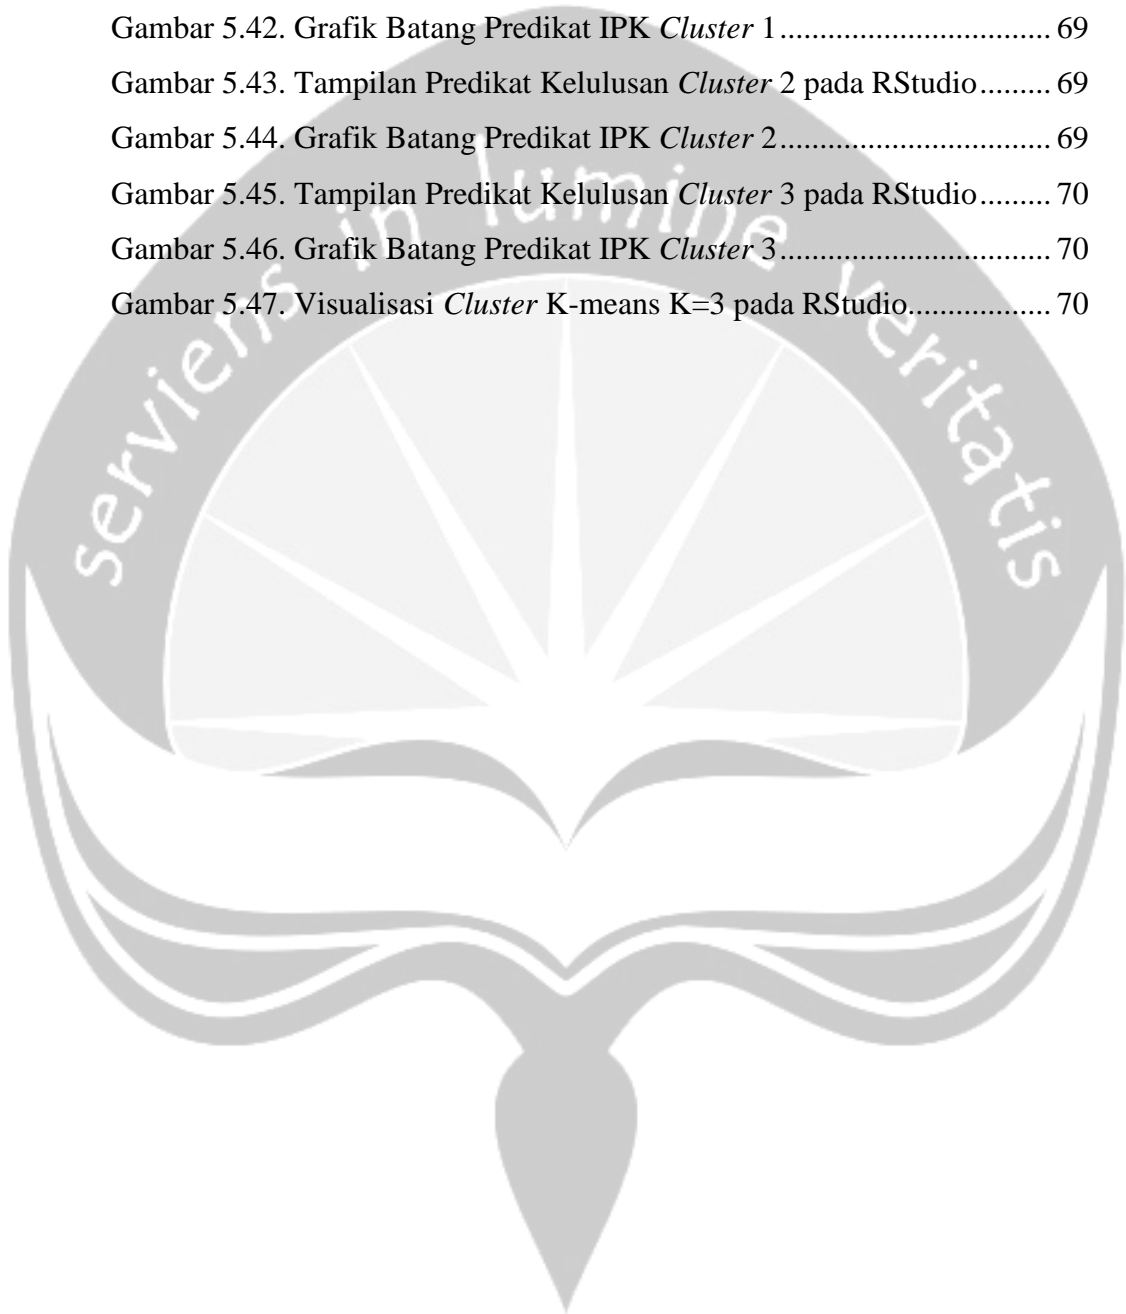 Gambar 5.42. Grafik Batang Predikat IPK Cluster 1.................................. 69
Gambar 5.43. Tampilan Predikat Kelulusan Cluster 2 pada RStudio......... 69
Gambar 5.44. Grafik Batang Predikat IPK Cluster 2.................................. 69
Gambar 5.45. Tampilan Predikat Kelulusan Cluster 3 pada RStudio......... 70
Gambar 5.46. Grafik Batang Predikat IPK Cluster 3.................................. 70
Gambar 5.47. Visualisasi Cluster K-means K=3 pada RStudio.................. 70
serviens in lumine veritatis